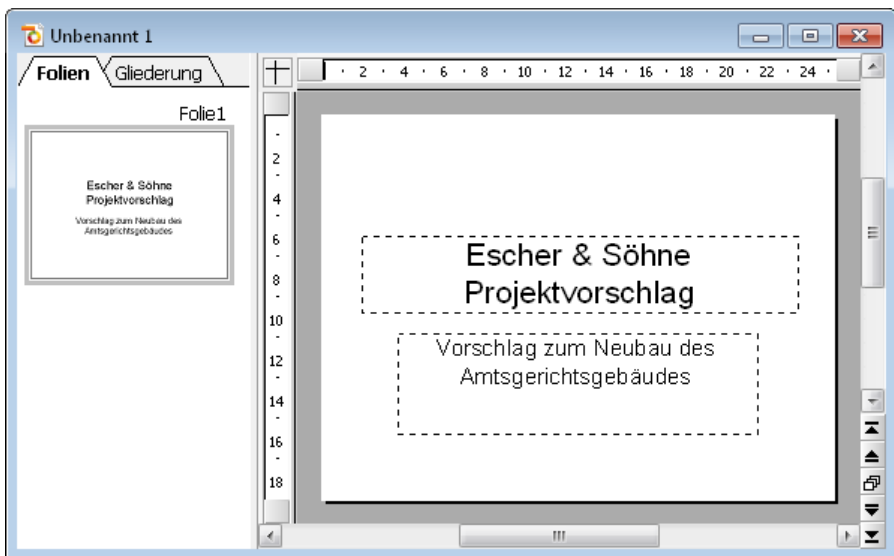 Unbenannt 1
Folien Gliederung
Folie1
Escher & Söhne
Projektvorschlag
Vorschlag zum Neubau des
Amtsgerichtsgebäudes
2 4 6 8 10 12 14 16 18 20 22 24
2
4
6
8
10
12
14
16
18
Escher & Söhne
Projektvorschlag
Vorschlag zum Neubau des
Amtsgerichtsgebäudes